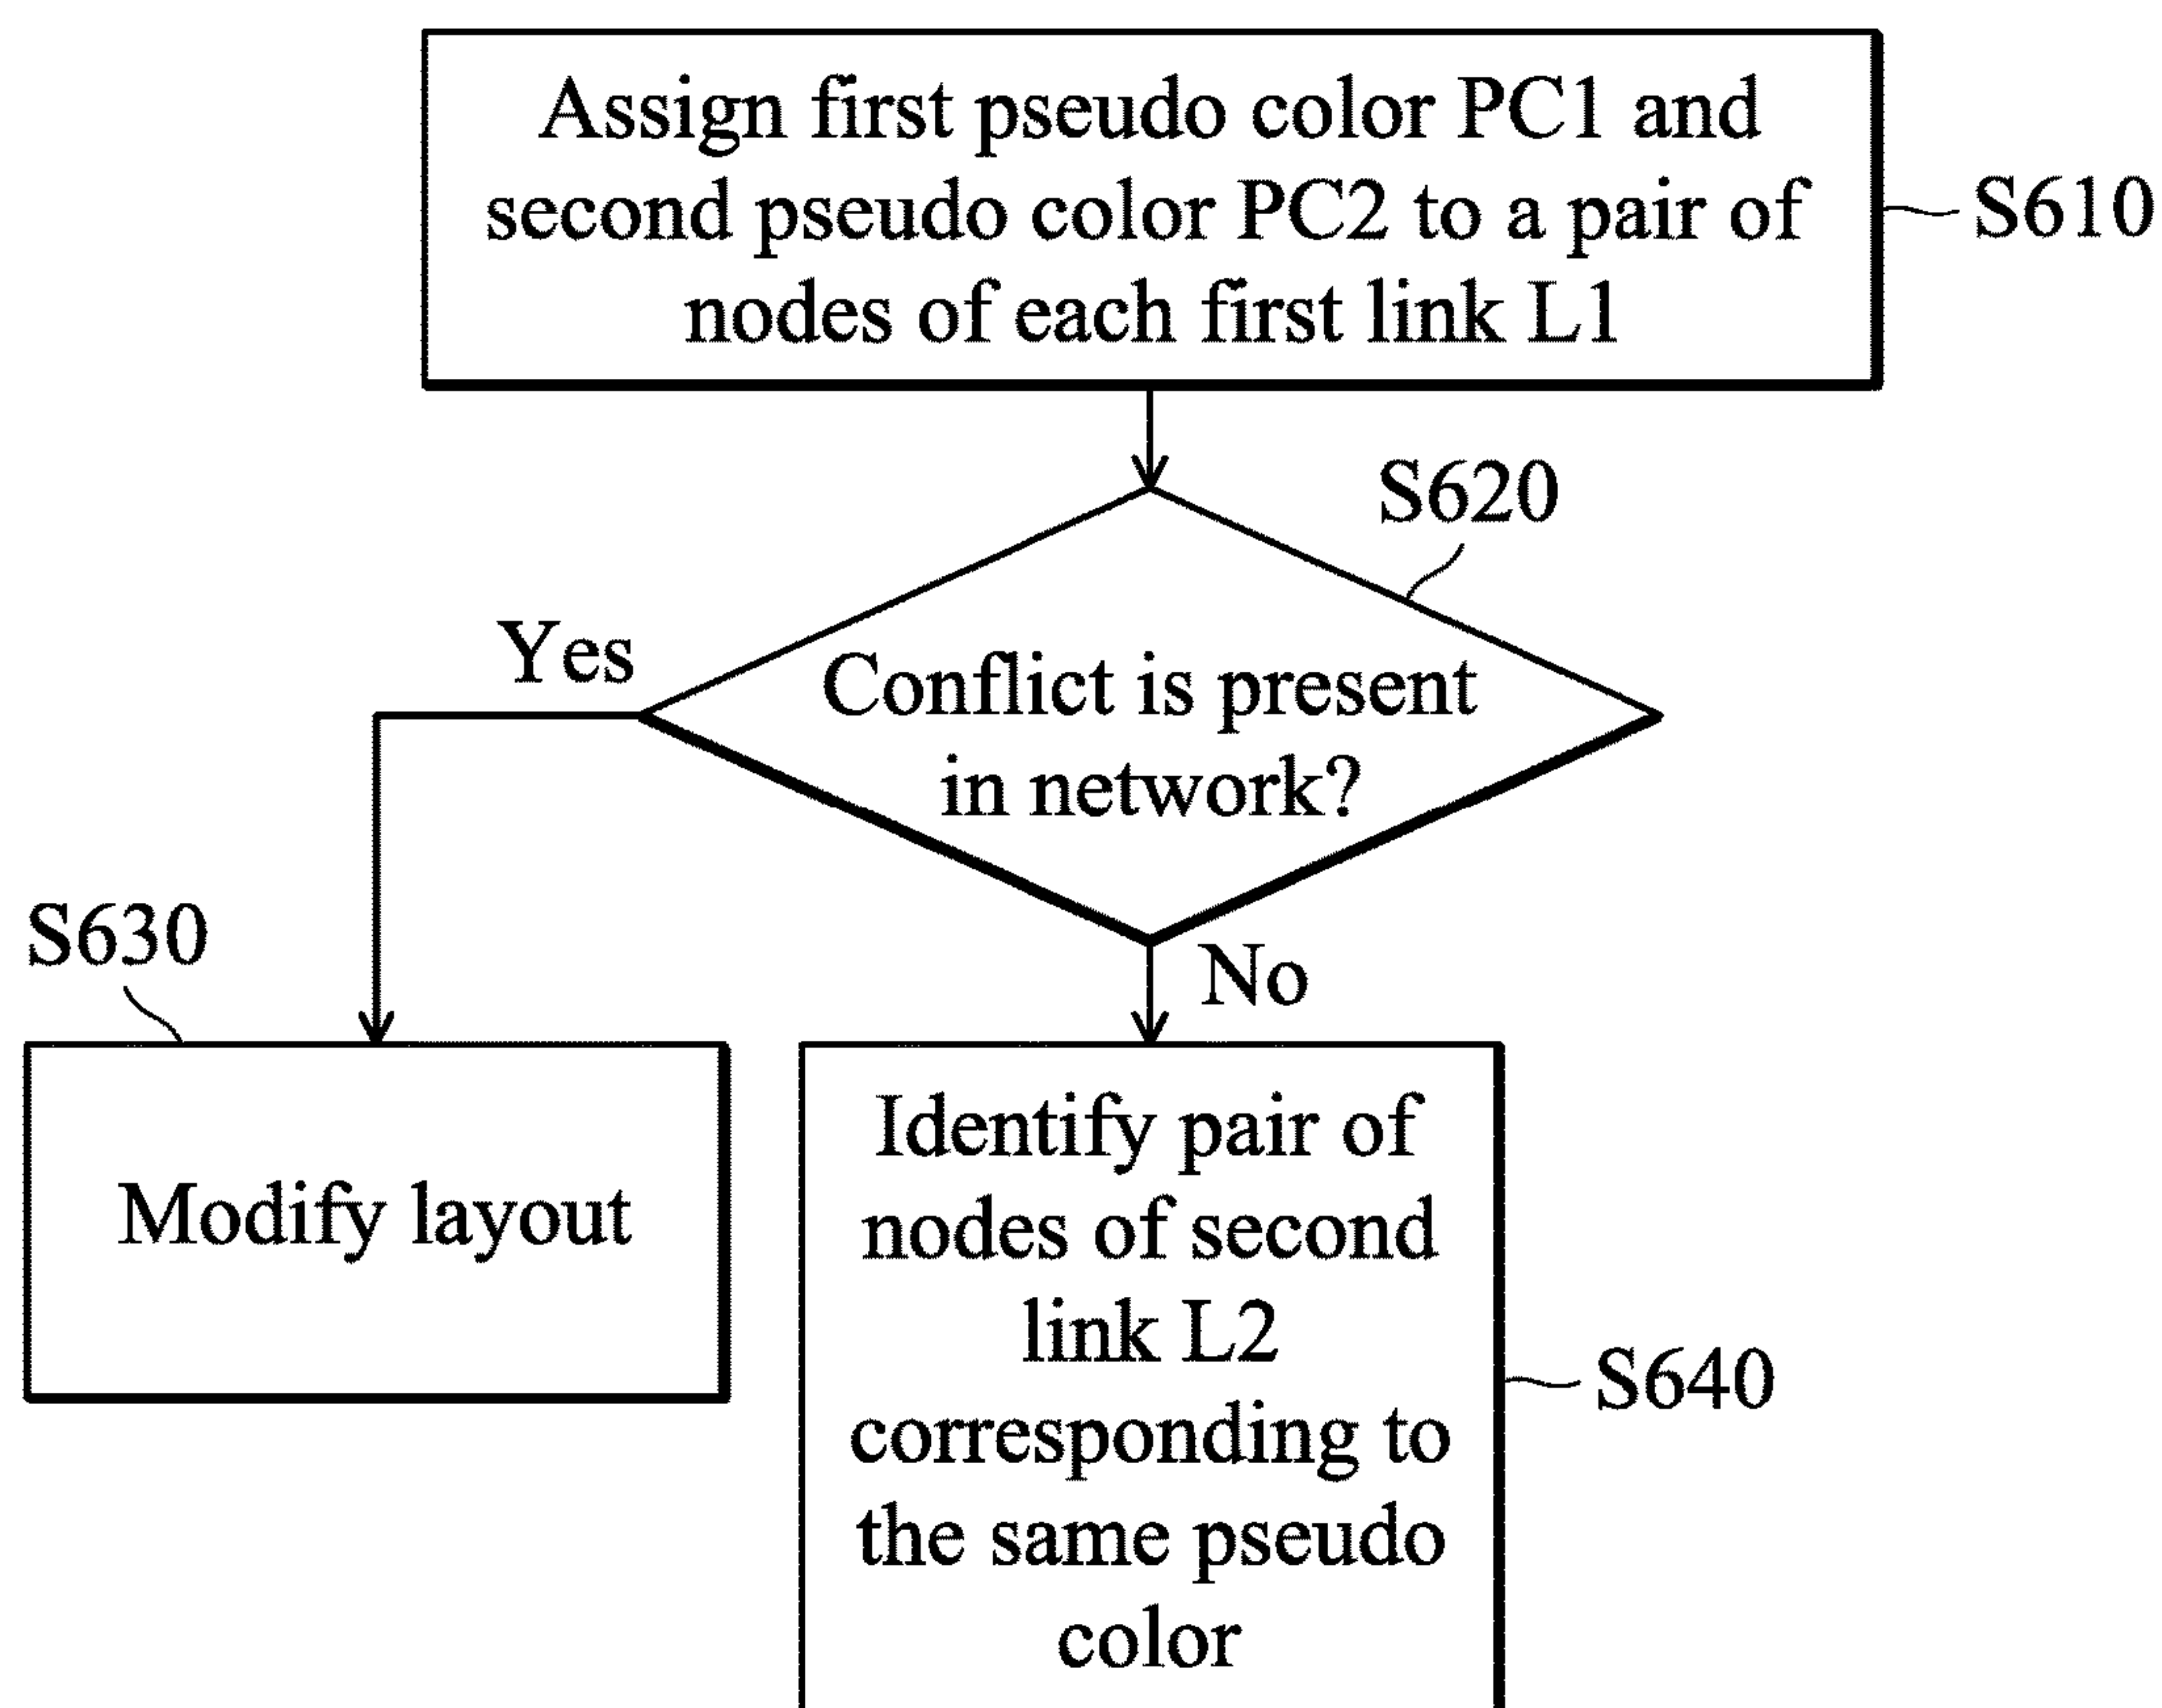 Assign first pseudo color PC1 and
second pseudo color PC2 to a pair of
nodes of each first link L1
S610
S620
Yes
Conflict is present
in network?
No
S630
Modify layout
Identify pair of
nodes of second
link L2
corresponding to
the same pseudo
color
S640